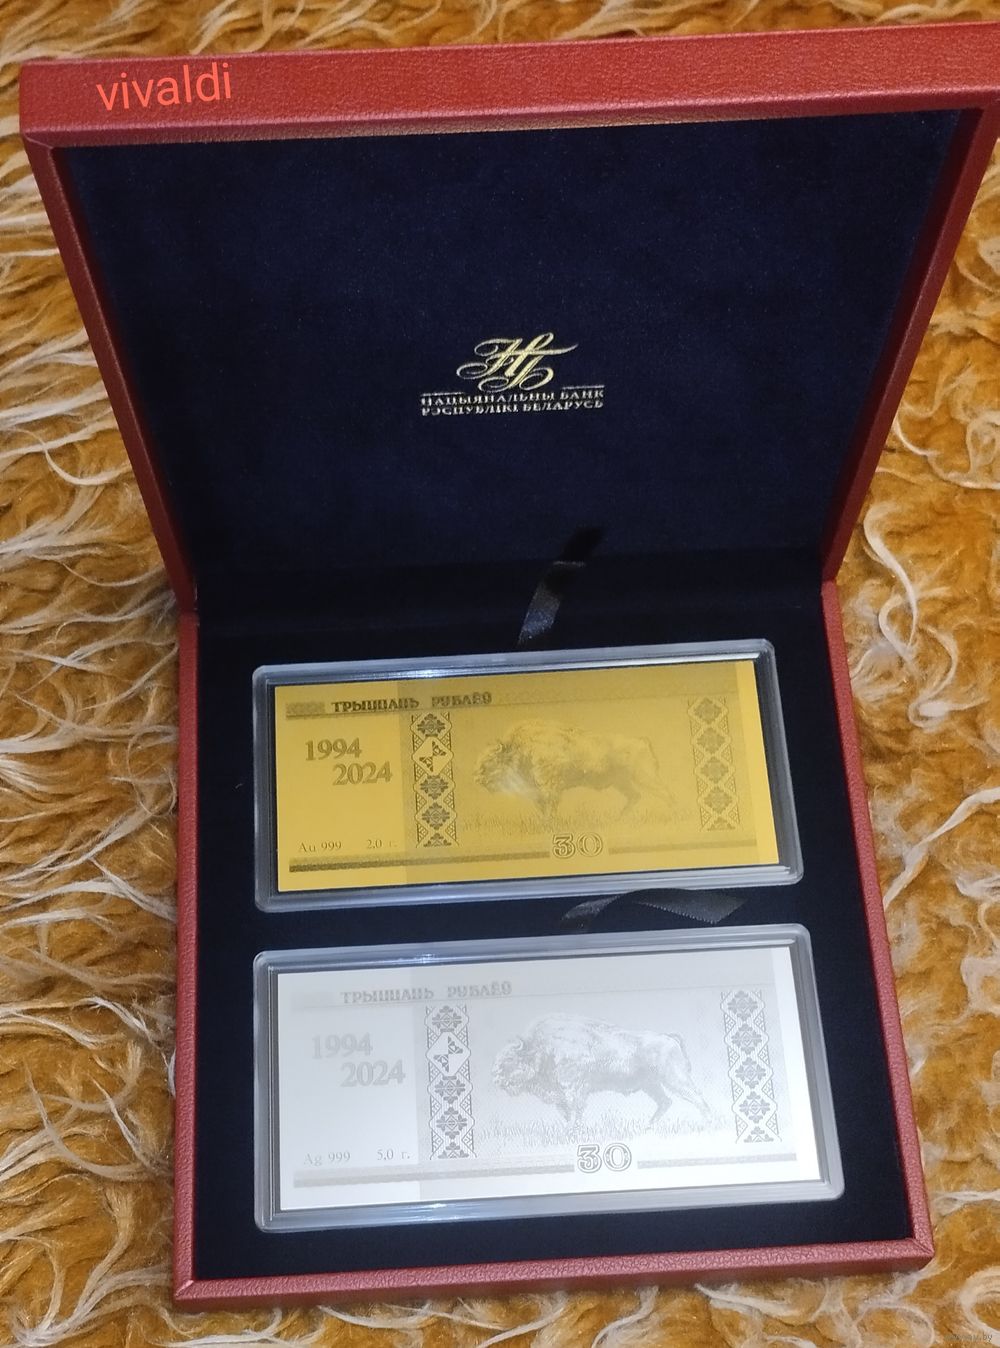 vivaldi
НБ
НАЦЫЯНАЛЬНЫ БАНК
РЭСПУБЛІКІ БЕЛАРУСЬ
ТРЫЦЦАЦЬ РУБЛЁЎ
1994
2024
Au 999 2,0 г.
30
ТРЫЦЦАЦЬ РУБЛЁЎ
1994
2024
Ag 999 5,0 г.
30